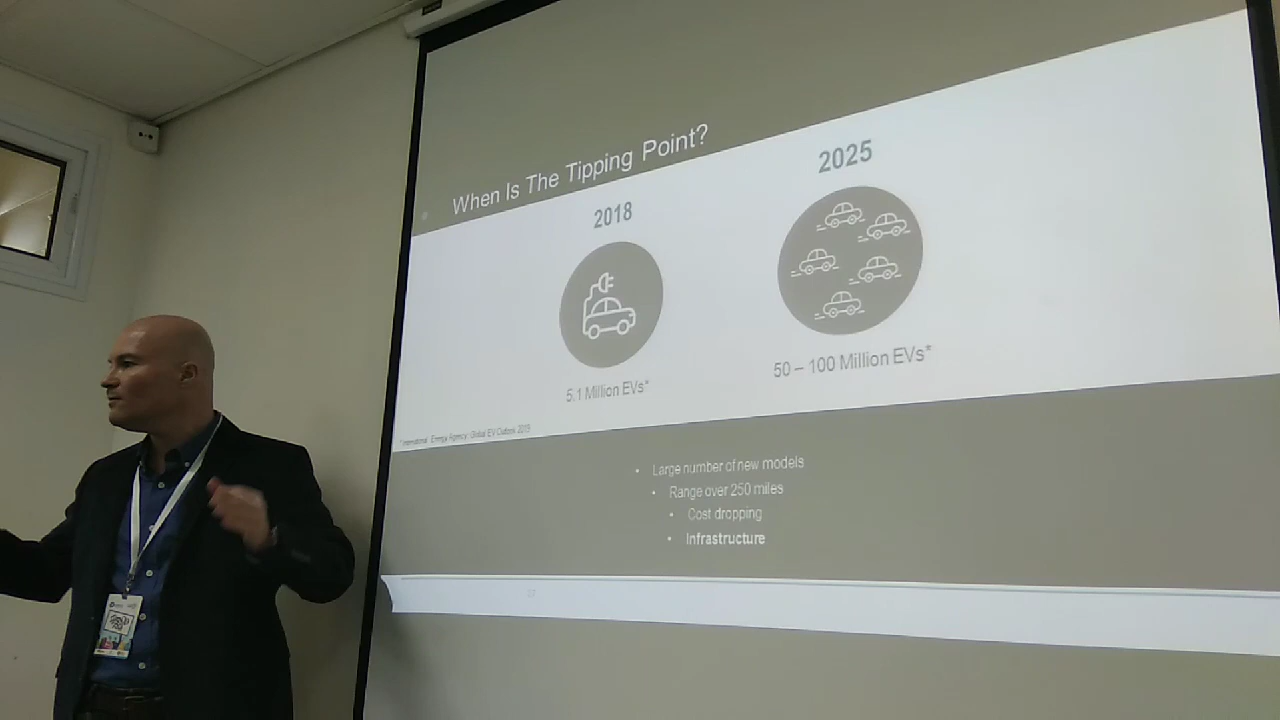 When Is The Tipping Point?
2018
2025
5.1 Million EVs*
50 – 100 Million EVs*
*International Energy Agency: Global EV Outlook 2019
• Large number of new models
• Range over 250 miles
• Cost dropping
• Infrastructure